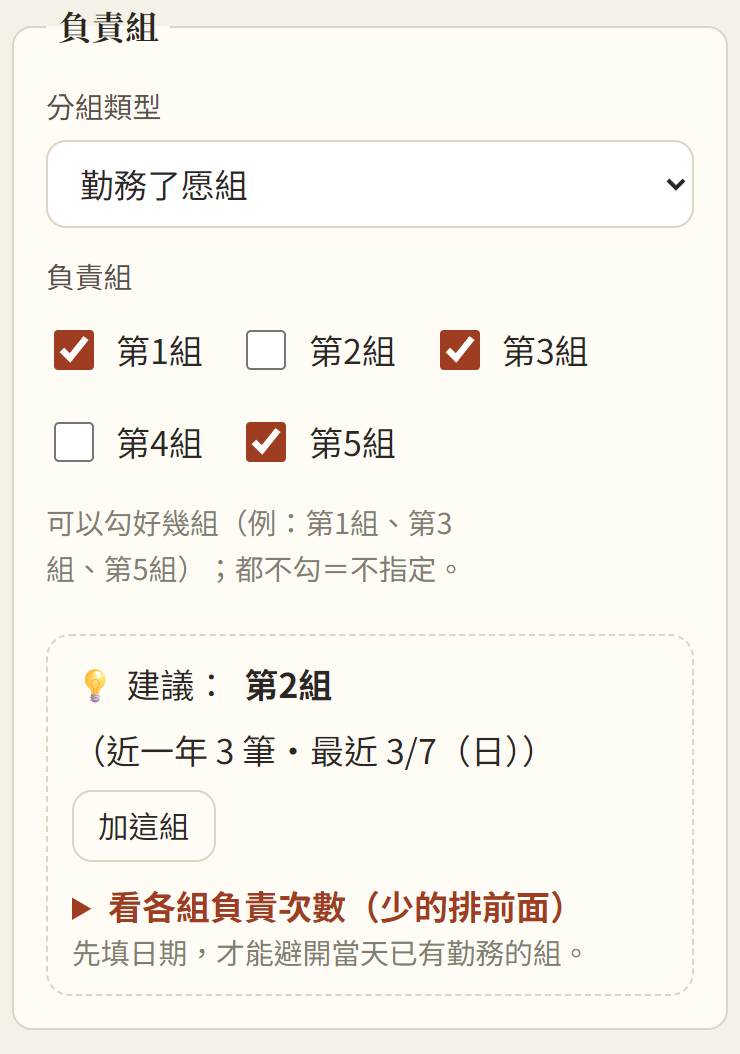 負責組
分組類型
勤務了愿組
負責組
第1組 第2組 第3組
第4組 第5組
可以勾好幾組（例：第1組、第3
組、第5組）；都不勾＝不指定。
💡 建議： 第2組
（近一年 3 筆・最近 3/7（日））
加這組
▶ 看各組負責次數（少的排前面）
先填日期，才能避開當天已有勤務的組。